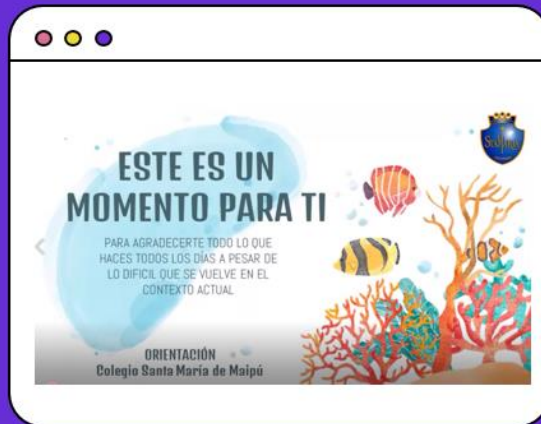 ESTE ES UN
MOMENTO PARA TI
PARA AGRADECERTE TODO LO QUE
HACES TODOS LOS DÍAS A PESAR DE
LO DIFICIL QUE SE VUELVE EN EL
CONTEXTO ACTUAL
ORIENTACIÓN
Colegio Santa María de Maipú